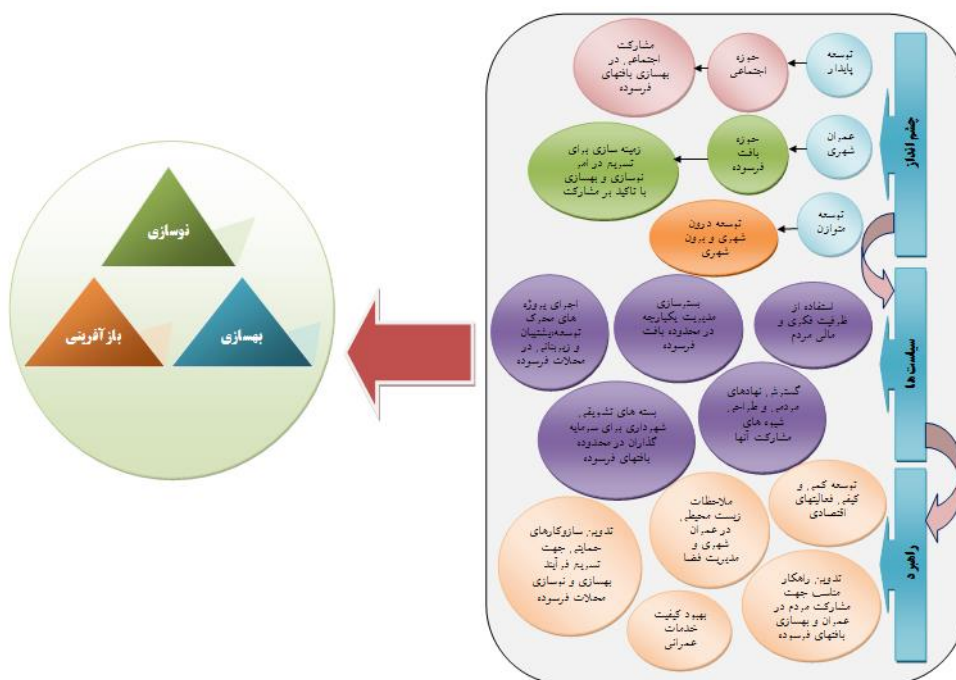 چشم انداز
توسعه
پایدار
حوزه
اجتماعی
مشارکت
اجتماعی در
بهسازی بافتهای
فرسوده
عمران
شهری
حوزه
بافت
فرسوده
زمینه سازی برای
تسریع در امر
نوسازی و بهسازی
با تاکید بر مشارکت
توسعه
متوازن
توسعه درون
شهری و برون
شهری
سیاست ها
استفاده از
ظرفیت فکری و
مالی مردم
بسترسازی
مدیریت یکپارچه
در محدوده بافت
فرسوده
اجرای پروژه
های محرک
توسعه،پشتیبان
و زیربنائی در
محلات فرسوده
گسترش نهادهای
مردمی و طراحی
شیوه های
مشارکت آنها
بسته های تشویقی
شهرداری برای سرمایه
گذاران در محدوده
بافتهای فرسوده
راهبرد
توسعه کمی و
کیفی فعالیتهای
اقتصادی
ملاحظات
زیست محیطی
در عمران
شهری و
مدیریت فضا
تدوین سازوکارهای
حمایتی جهت
تسریع فرآیند
بهسازی و نوسازی
محلات فرسوده
تدوین راهکار
مناسب جهت
مشارکت مردم در
عمران و بهسازی
بافتهای فرسوده
بهبود کیفیت
خدمات
عمرانی
نوسازی
بهسازی
بازآفرینی